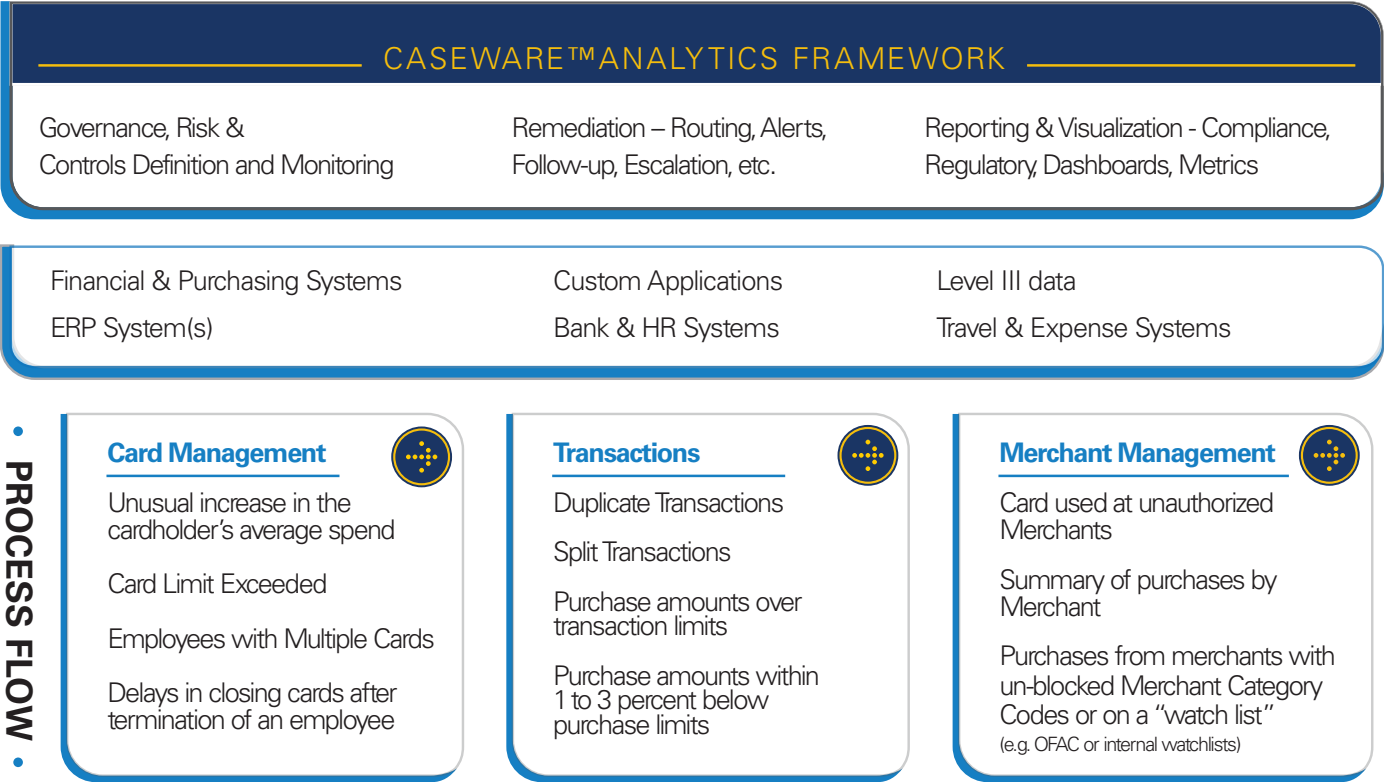 CASEWARE™ANALYTICS FRAMEWORK
Governance, Risk &
Controls Definition and Monitoring
Remediation – Routing, Alerts,
Follow-up, Escalation, etc.
Reporting & Visualization - Compliance,
Regulatory, Dashboards, Metrics
Financial & Purchasing Systems
ERP System(s)
Custom Applications
Bank & HR Systems
Level III data
Travel & Expense Systems
• PROCESS FLOW •
Card Management
Unusual increase in the
cardholder’s average spend
Card Limit Exceeded
Employees with Multiple Cards
Delays in closing cards after
termination of an employee
Transactions
Duplicate Transactions
Split Transactions
Purchase amounts over
transaction limits
Purchase amounts within
1 to 3 percent below
purchase limits
Merchant Management
Card used at unauthorized
Merchants
Summary of purchases by
Merchant
Purchases from merchants with
un-blocked Merchant Category
Codes or on a “watch list”
(e.g. OFAC or internal watchlists)